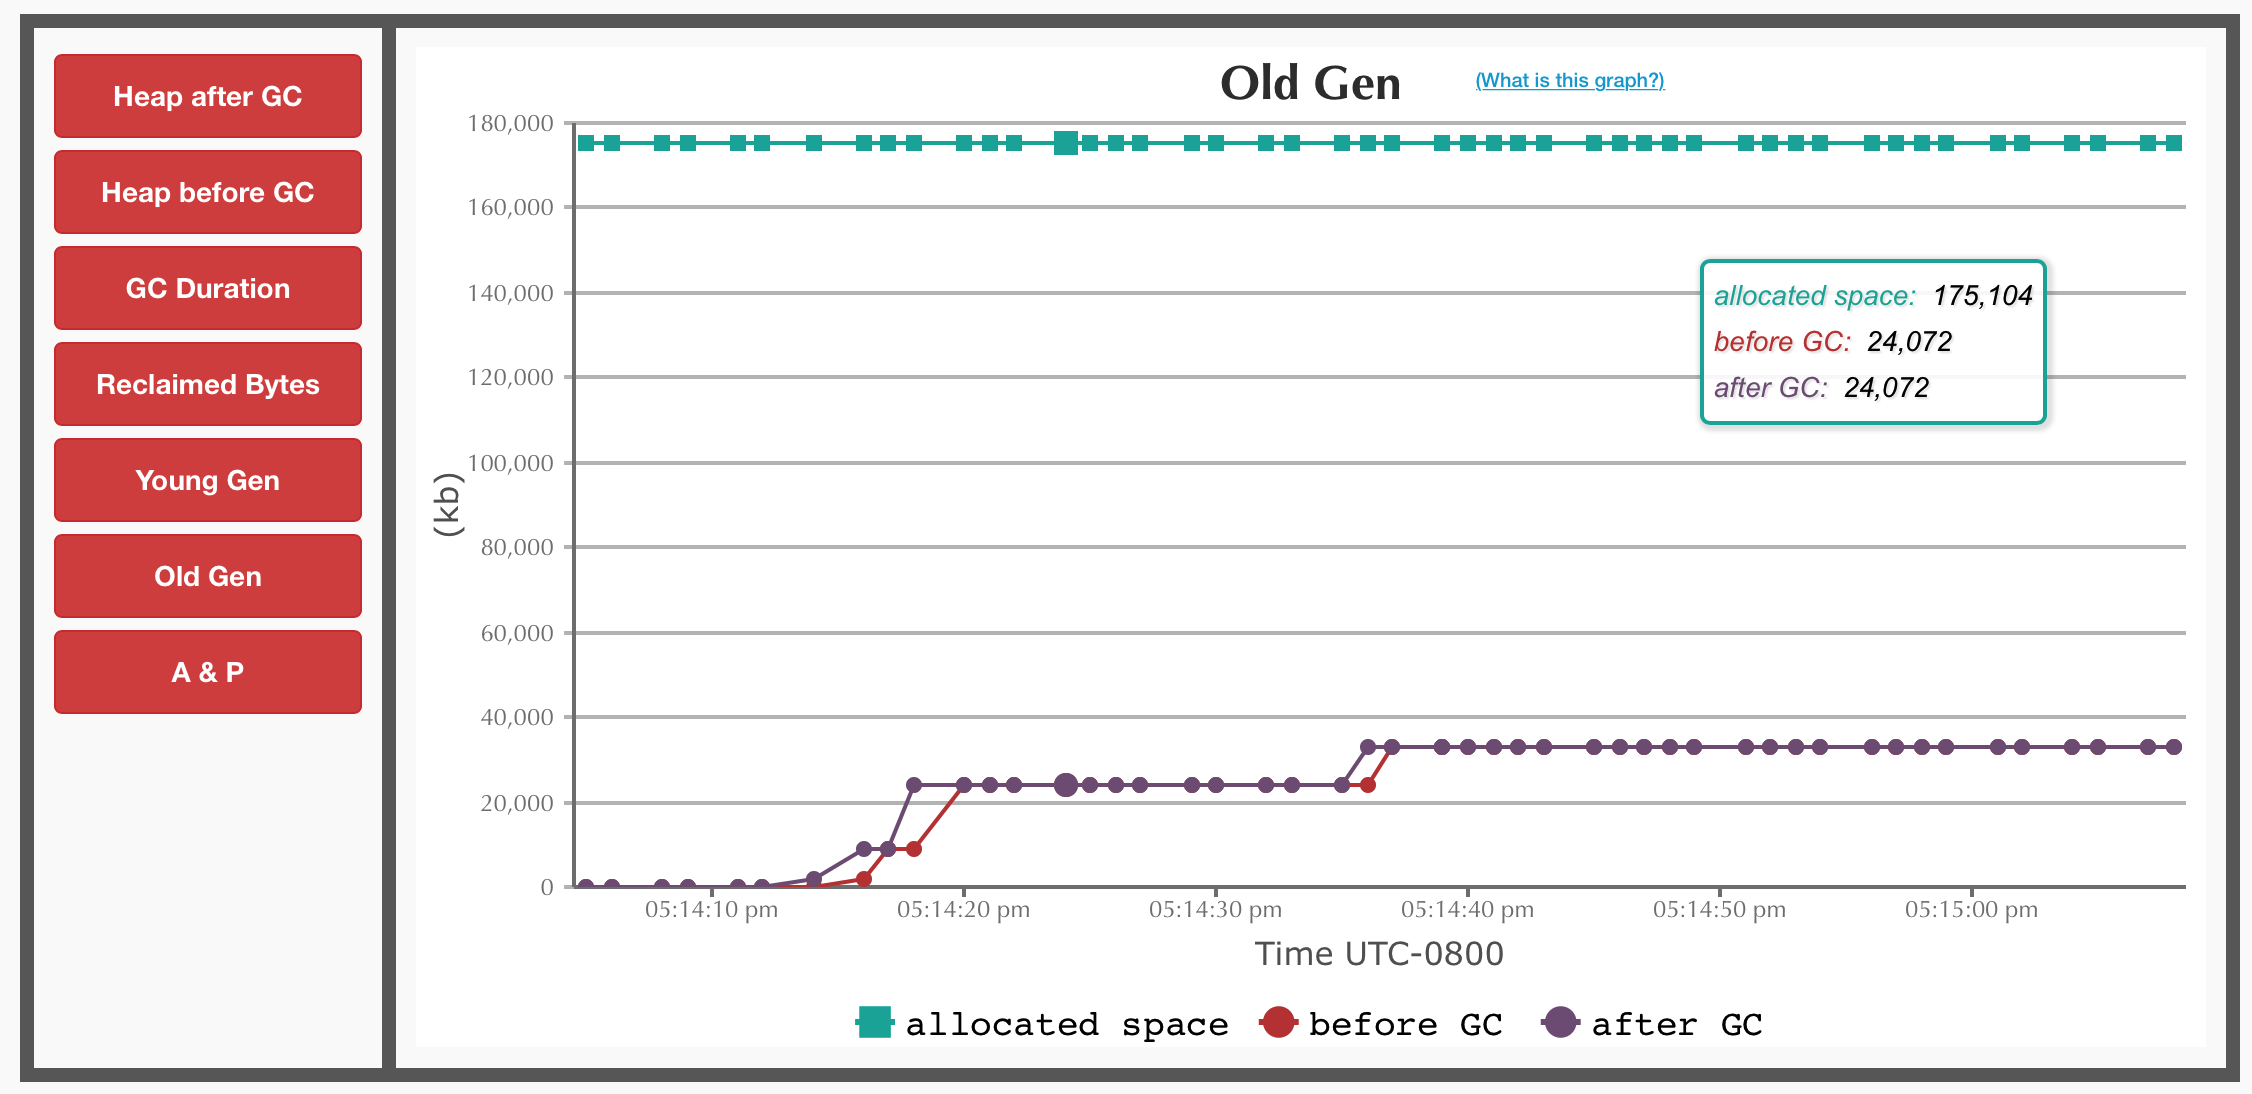 Heap after GC
Heap before GC
GC Duration
Reclaimed Bytes
Young Gen
Old Gen
A & P
Old Gen (What is this graph?)
180,000
160,000
140,000
120,000
100,000
80,000
60,000
40,000
20,000
0
(kb)
allocated space: 175,104
before GC: 24,072
after GC: 24,072
05:14:10 pm 05:14:20 pm 05:14:30 pm 05:14:40 pm 05:14:50 pm 05:15:00 pm
Time UTC-0800
allocated space before GC after GC